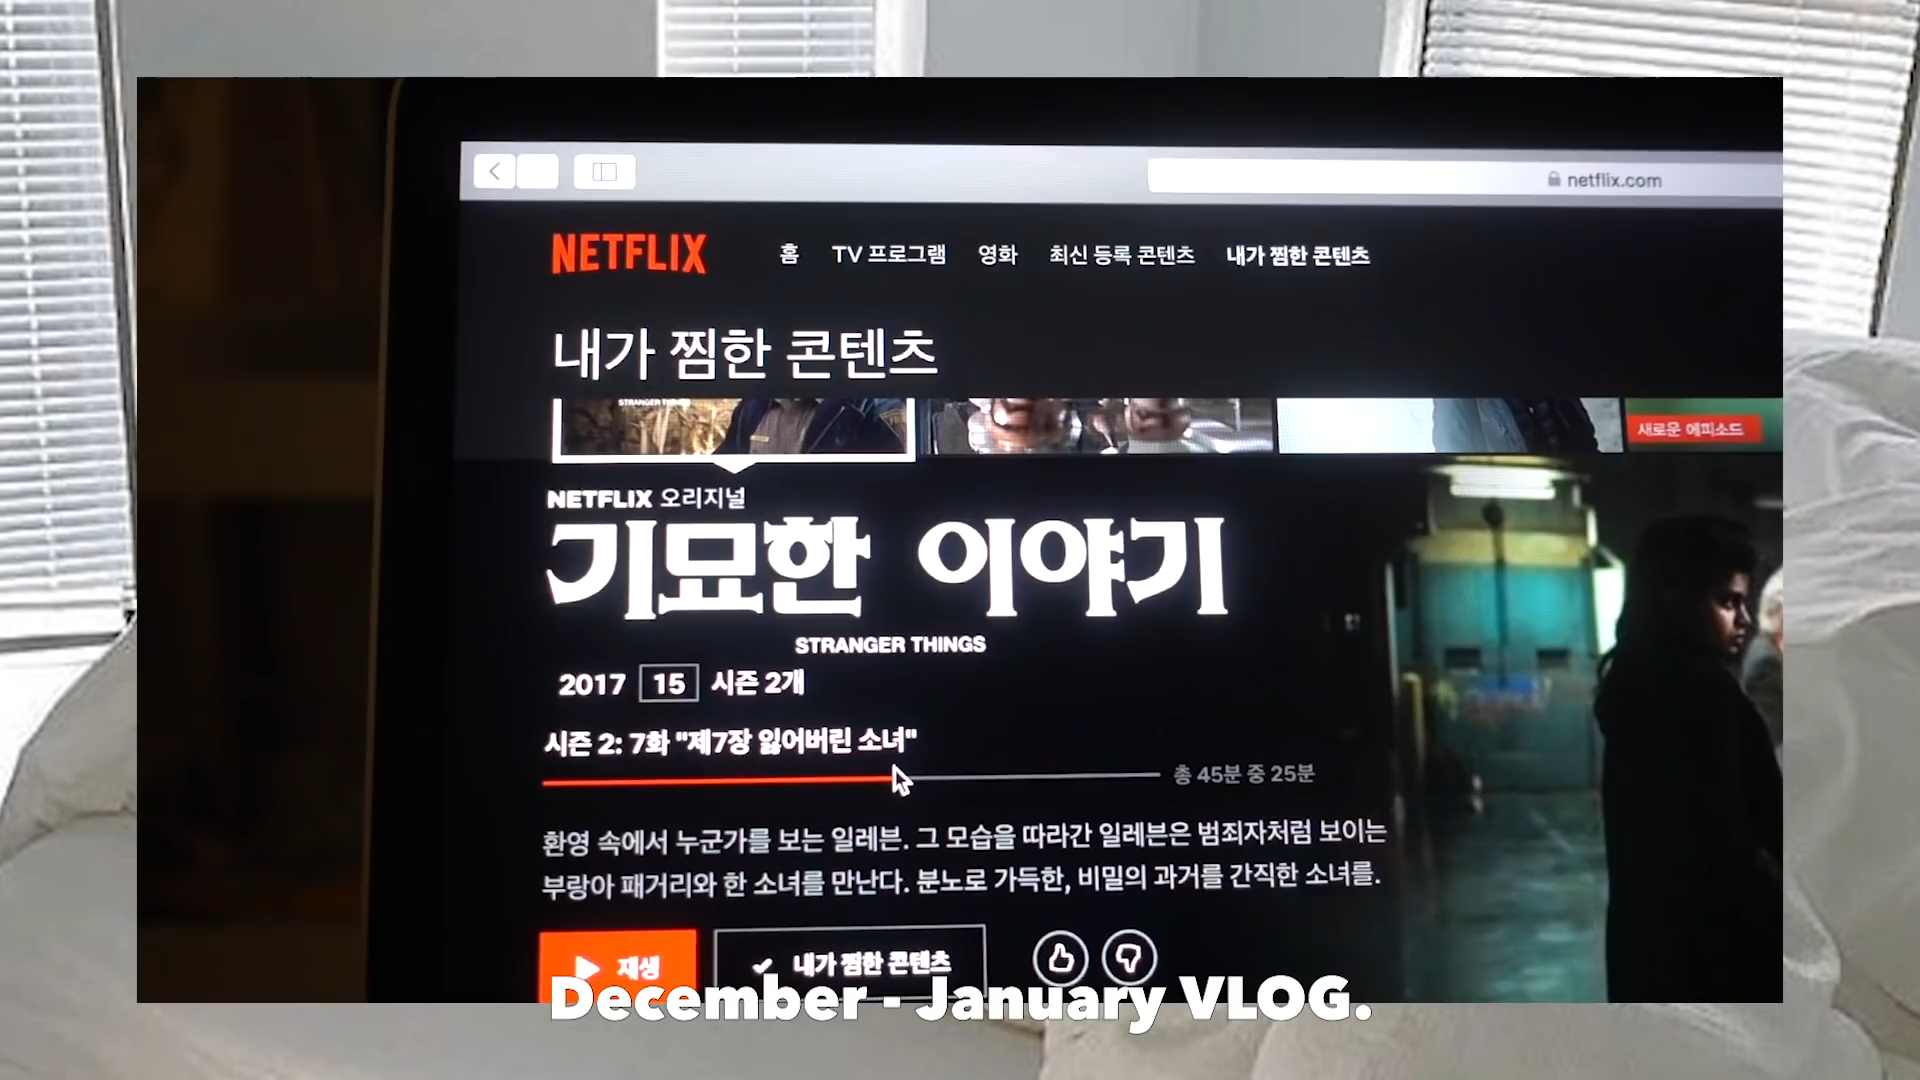 netflix.com
NETFLIX 홈 TV 프로그램 영화 최신 등록 콘텐츠 내가 찜한 콘텐츠
내가 찜한 콘텐츠
STRANGER THINGS
새로운 에피소드
NETFLIX 오리지널
기묘한 이야기
STRANGER THINGS
2017 15 시즌 2개
시즌 2: 7화 "제7장 잃어버린 소녀"
총 45분 중 25분
환영 속에서 누군가를 보는 일레븐. 그 모습을 따라간 일레븐은 범죄자처럼 보이는
부랑아 패거리와 한 소녀를 만난다. 분노로 가득한, 비밀의 과거를 간직한 소녀를.
재생 내가 찜한 콘텐츠
December - January VLOG.